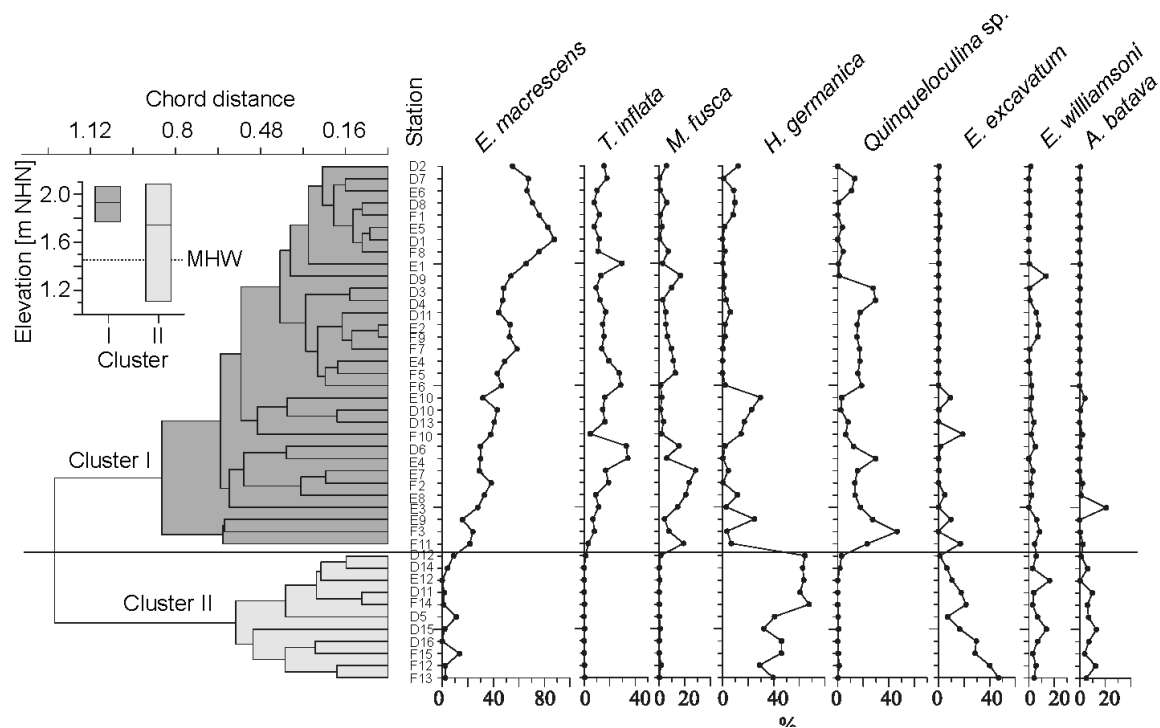 Chord distance
1.12 0.8 0.48 0.16
Station
E. macrescens
T. inflata
M. fusca
H. germanica
Quinqueloculina sp.
E. excavatum
E. williamsoni
A. batava
Elevation [m NHN]
2.0
1.6
1.2
MHW
I II
Cluster
Cluster I
Cluster II
D2
D7
E6
D8
F1
E5
D1
F8
E1
D9
D3
D4
D11
E2
F9
F7
E4
F5
F6
E10
D10
D13
F10
D6
E4
E7
F2
E8
E3
E9
F3
F11
D12
D14
E12
D11
F14
D5
D15
D16
F15
F12
F13
0 40 80 0 0 0 40 80 0 40 0 40 0 0
%